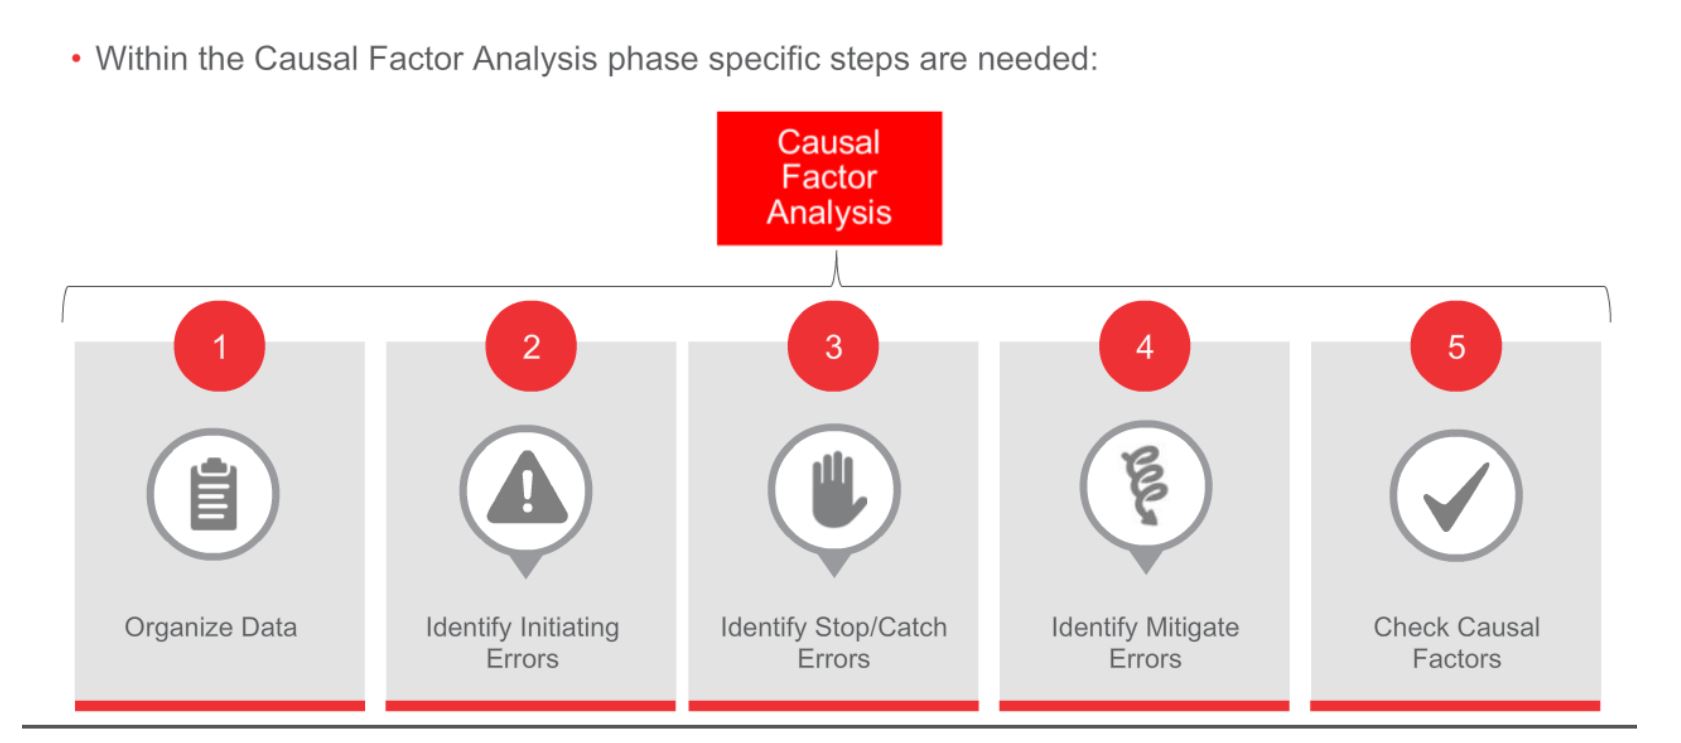 • Within the Causal Factor Analysis phase specific steps are needed:
Causal
Factor
Analysis
1
2
3
4
5
Organize Data
Identify Initiating
Errors
Identify Stop/Catch
Errors
Identify Mitigate
Errors
Check Causal
Factors